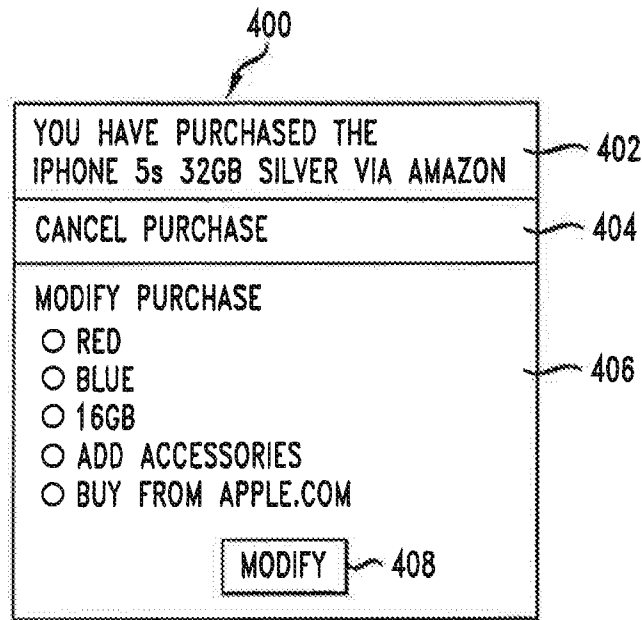 400
YOU HAVE PURCHASED THE
IPHONE 5s 32GB SILVER VIA AMAZON
402
CANCEL PURCHASE
404
MODIFY PURCHASE
RED
BLUE
406
16GB
ADD ACCESSORIES
BUY FROM APPLE.COM
MODIFY
408